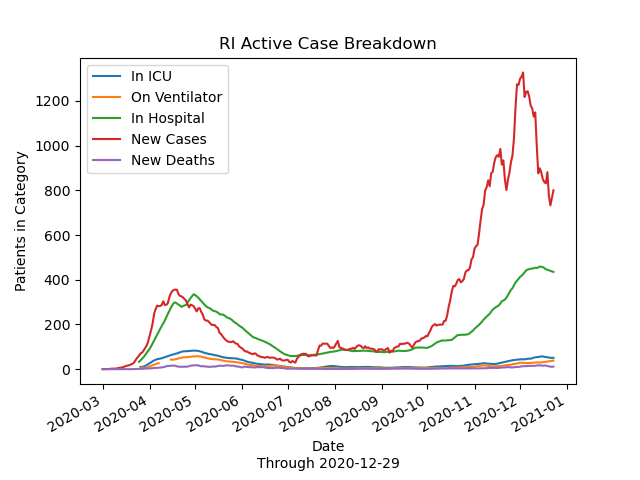 RI Active Case Breakdown
In ICU
On Ventilator
In Hospital
New Cases
New Deaths
Patients in Category
1200
1000
800
600
400
200
0
2020-03
2020-04
2020-05
2020-06
2020-07
2020-08
2020-09
2020-10
2020-11
2020-12
2021-01
Date
Through 2020-12-29